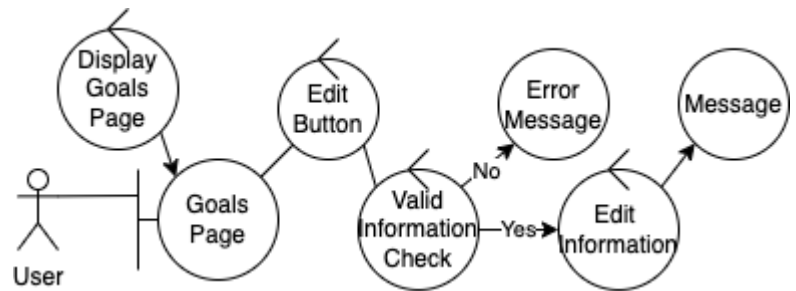 Display
Goals
Page
Edit
Button
Error
Message
Message
No
Goals
Page
Valid
Information
Check
Yes
Edit
Information
User